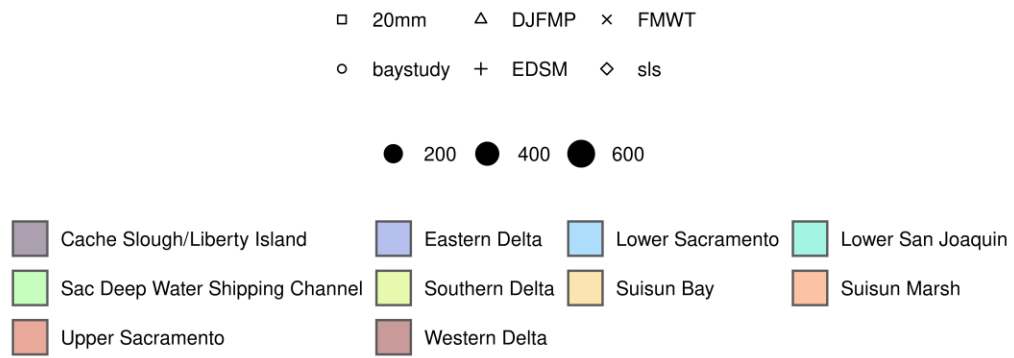 20mm DJFMP FMWT
baystudy EDSM sls
200 400 600
Cache Slough/Liberty Island Eastern Delta Lower Sacramento Lower San Joaquin
Sac Deep Water Shipping Channel Southern Delta Suisun Bay Suisun Marsh
Upper Sacramento Western Delta